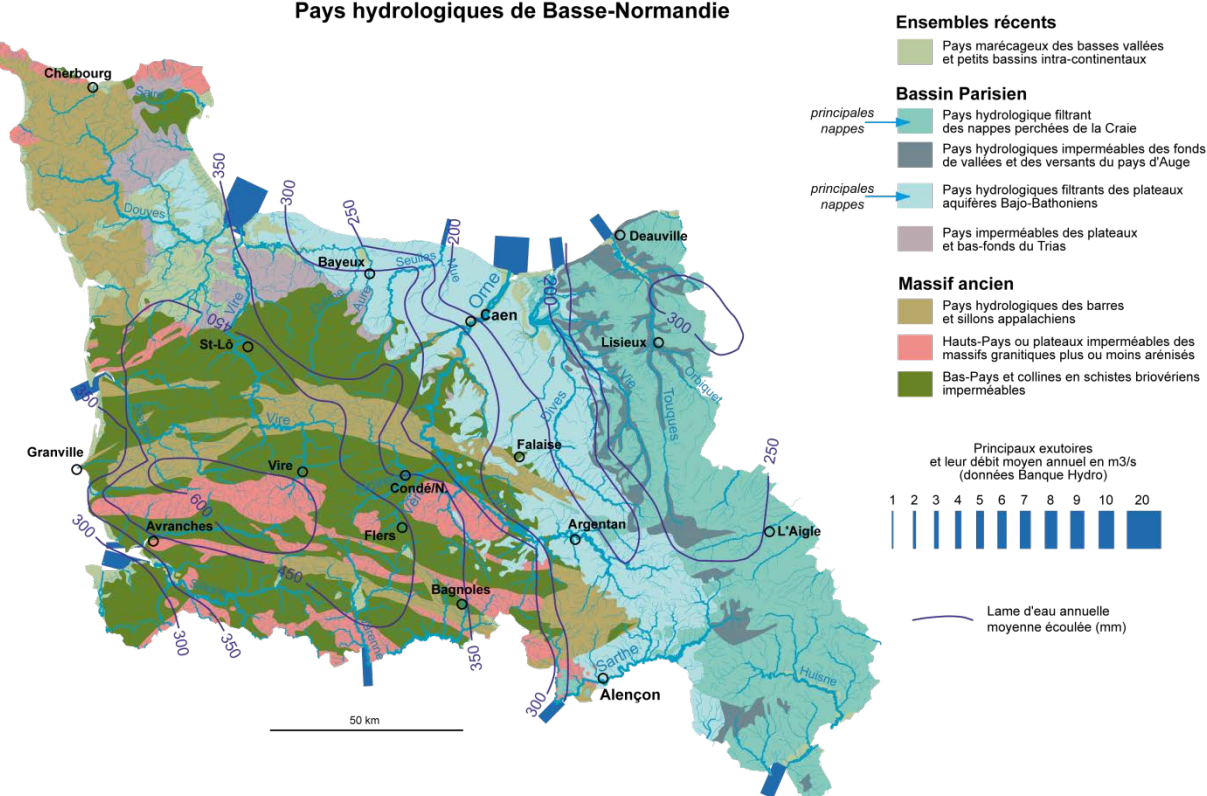 Pays hydrologiques de Basse-Normandie
Ensembles récents
Pays marécageux des basses vallées
et petits bassins intra-continentaux
Bassin Parisien
principales
nappes
Pays hydrologique filtrant
des nappes perchées de la Craie
Pays hydrologiques imperméables des fonds
de vallées et des versants du pays d'Auge
principales
nappes
Pays hydrologiques filtrants des plateaux
aquifères Bajo-Bathoniens
Pays imperméables des plateaux
et bas-fonds du Trias
Massif ancien
Pays hydrologiques des barres
et sillons appalachiens
Hauts-Pays ou plateaux imperméables des
massifs granitiques plus ou moins arénisés
Bas-Pays et collines en schistes briovériens
imperméables
Principaux exutoires
et leur débit moyen annuel en m3/s
(données Banque Hydro)
1 2 3 4 5 6 7 8 9 10 20
Lame d'eau annuelle
moyenne écoulée (mm)
Cherbourg
Saire
350
300
250
200
Douves
Deauville
Bayeux
Seulles
Mue
Aure
Orne
200
Vire
Caen
450
300
St-Lô
Lisieux
Orbiquet
Vie
Touques
350
Dives
Vire
Granville
Falaise
250
Vire
Condé/N.
600
Avranches
Flers
Argentan
L'Aigle
300
450
Bagnoles
300
350
350
Sarthe
Huisne
300
Alençon
50 km